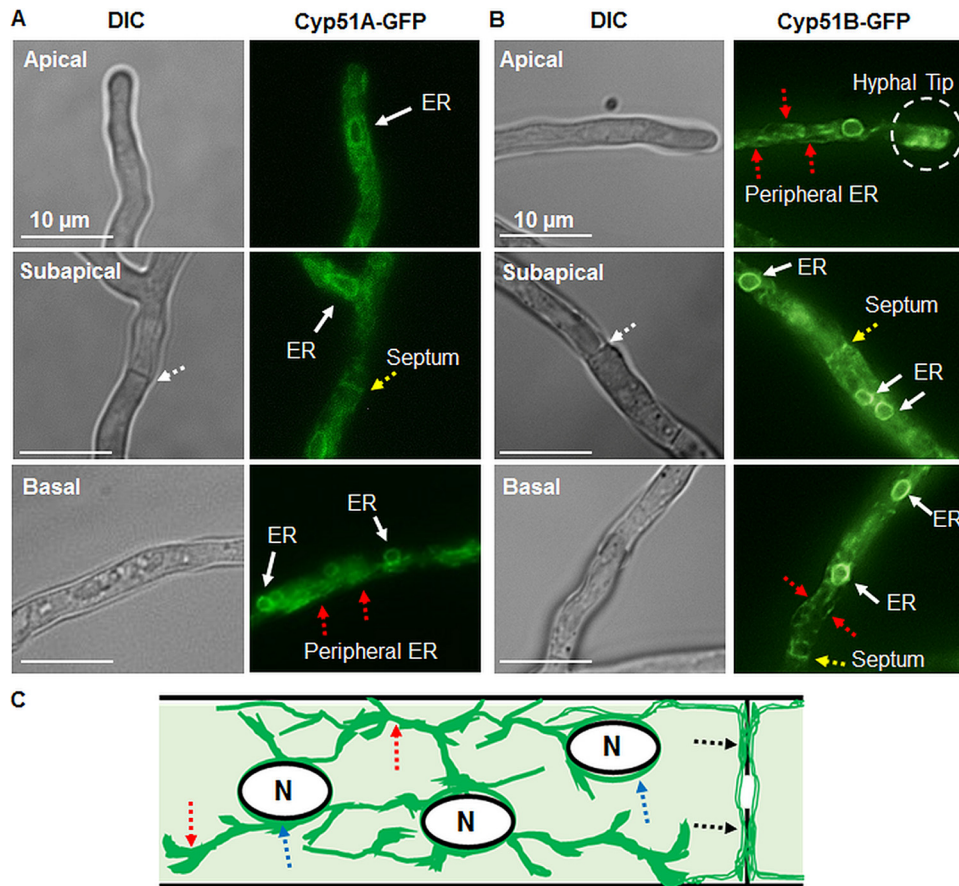 A DIC Cyp51A-GFP B DIC Cyp51B-GFP
Apical
ER
10 µm
Apical
Hyphal Tip
Peripheral ER
10 µm
Subapical
ER
Septum
Subapical
ER
Septum
ER
Basal
ER
ER
Peripheral ER
Basal
ER
ER
Septum
C
N
N
N